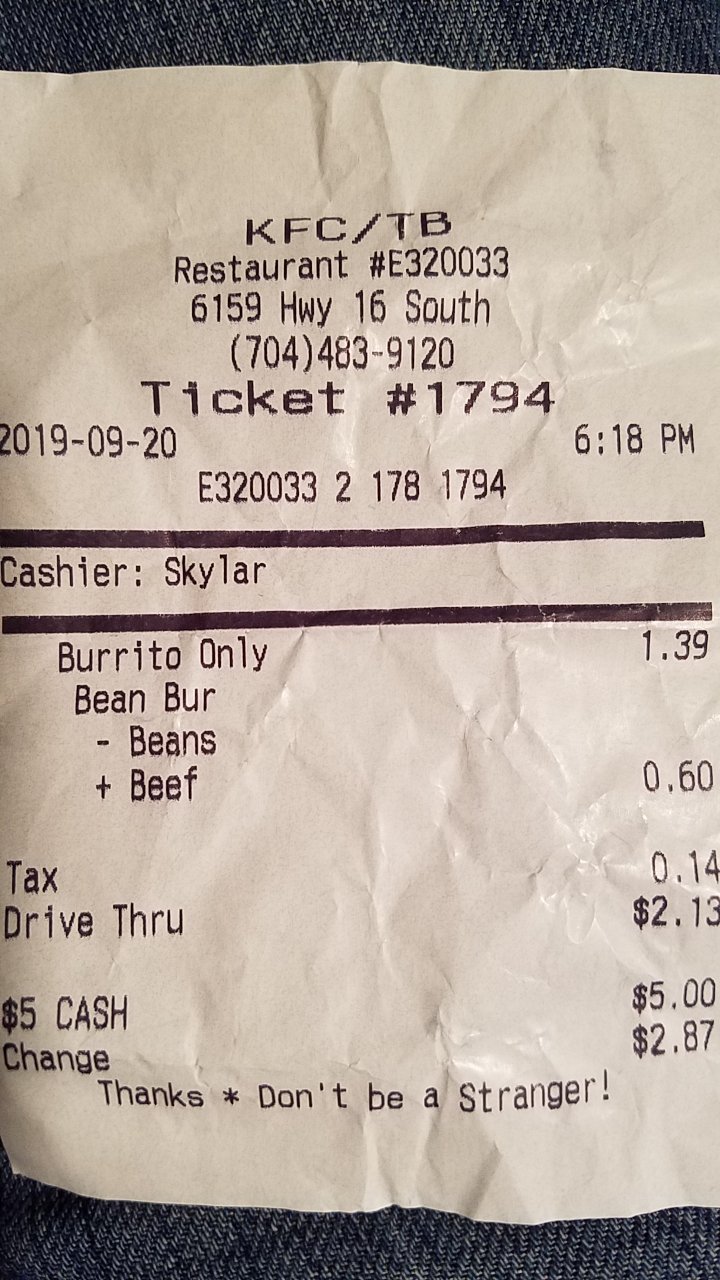 KFC/TB
Restaurant #E320033
6159 Hwy 16 South
(704)483-9120
Ticket #1794
2019-09-20 6:18 PM
E320033 2 178 1794
Cashier: Skylar
Burrito Only 1.39
Bean Bur
- Beans
+ Beef 0.60
Tax 0.14
Drive Thru $2.13
$5 CASH $5.00
Change $2.87
Thanks * Don't be a Stranger!